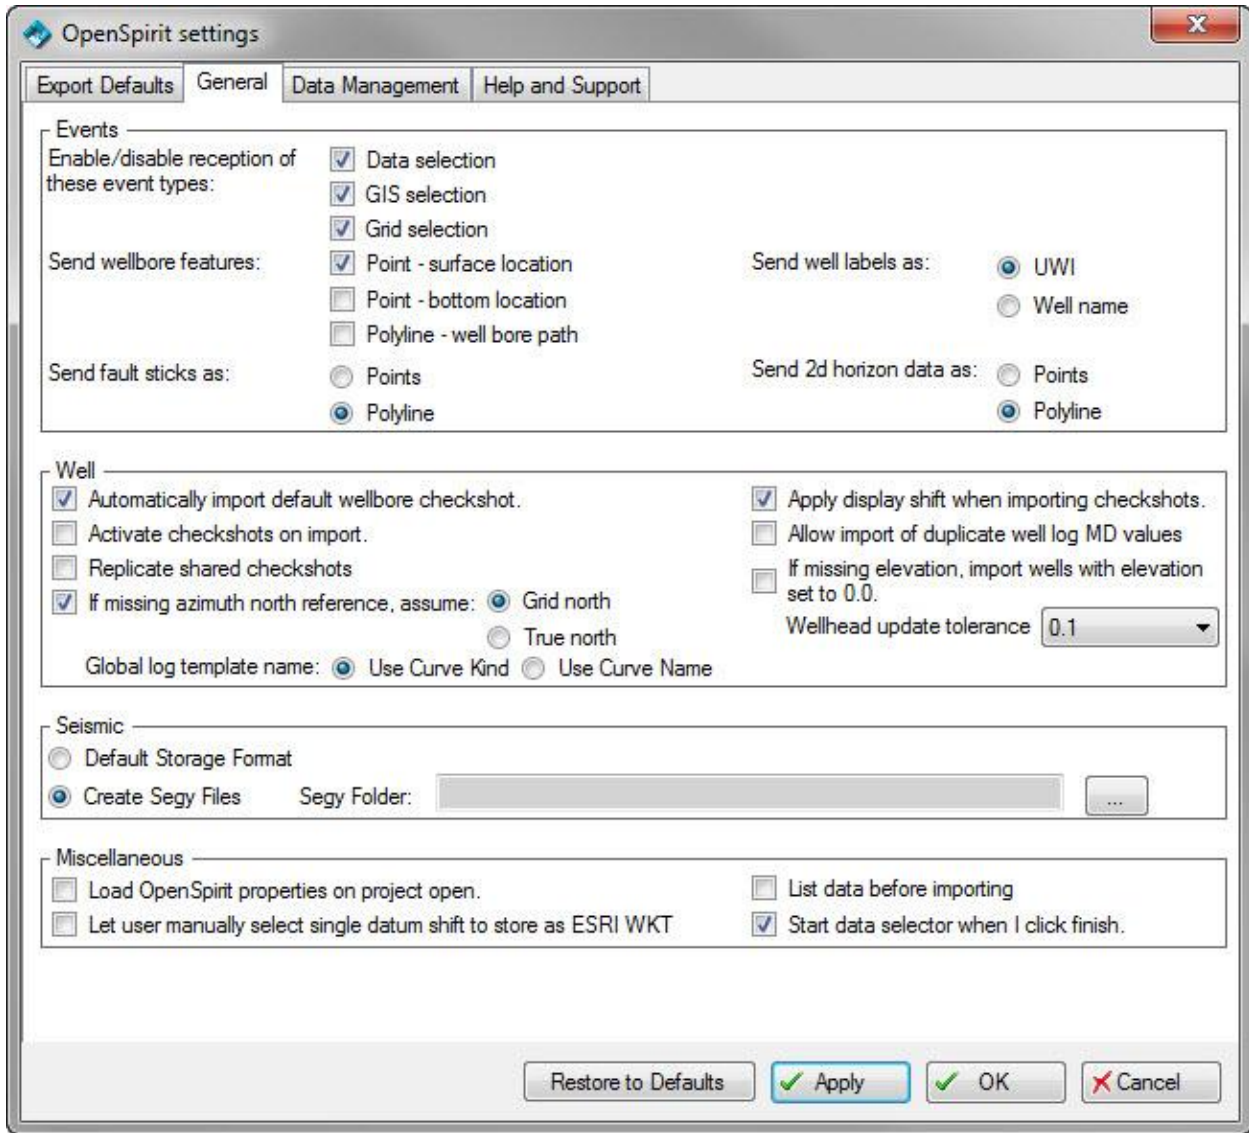 OpenSpirit settings
Export Defaults General Data Management Help and Support
Events
Enable/disable reception of
these event types:
Data selection
GIS selection
Grid selection
Send wellbore features:
Point - surface location
Point - bottom location
Polyline - well bore path
Send well labels as:
UWI
Well name
Send fault sticks as:
Points
Polyline
Send 2d horizon data as:
Points
Polyline
Well
Automatically import default wellbore checkshot.
Activate checkshots on import.
Replicate shared checkshots
If missing azimuth north reference, assume: Grid north
True north
Global log template name: Use Curve Kind Use Curve Name
Apply display shift when importing checkshots.
Allow import of duplicate well log MD values
If missing elevation, import wells with elevation
set to 0.0.
Wellhead update tolerance 0.1
Seismic
Default Storage Format
Create Segy Files Segy Folder: ...
Miscellaneous
Load OpenSpirit properties on project open.
Let user manually select single datum shift to store as ESRI WKT
List data before importing
Start data selector when I click finish.
Restore to Defaults Apply OK Cancel